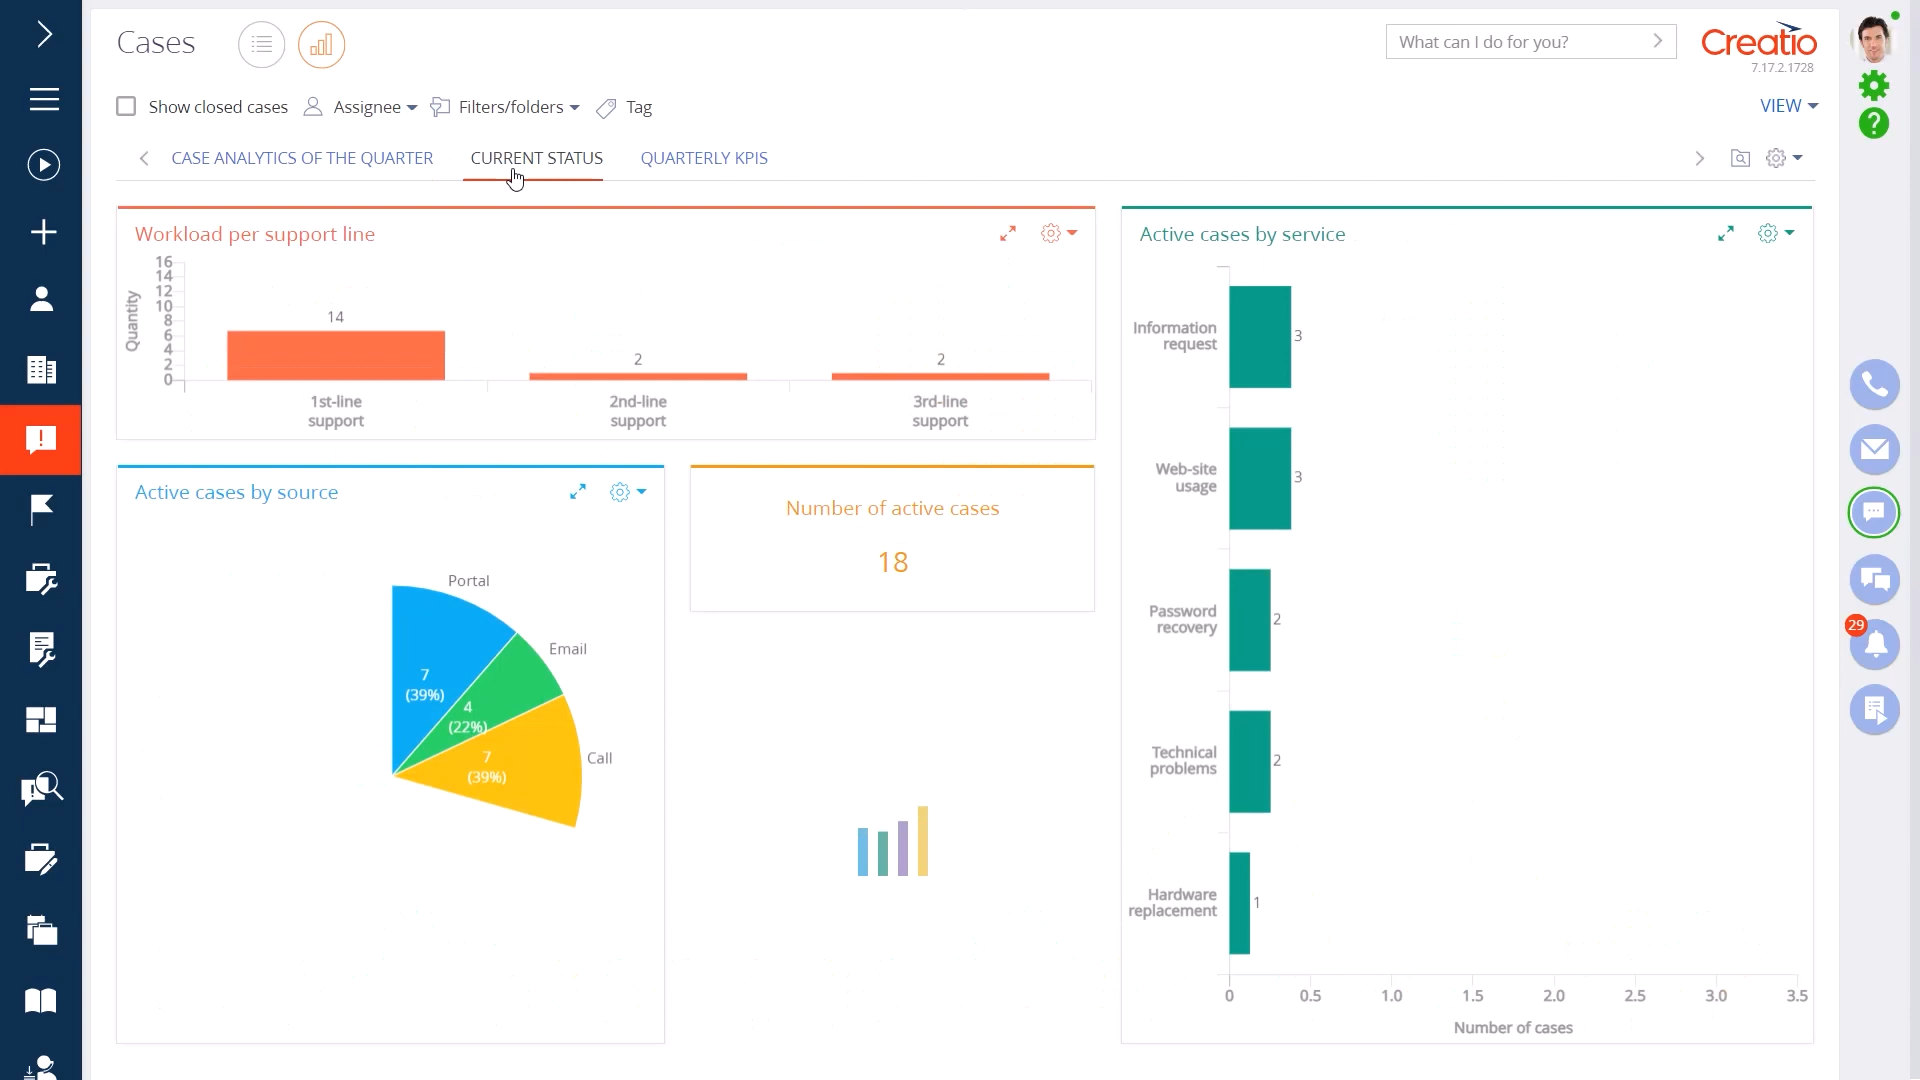 Cases
What can I do for you?
Creatio
7.17.2.1728
Show closed cases
Assignee
Filters/folders
Tag
VIEW
CASE ANALYTICS OF THE QUARTER
CURRENT STATUS
QUARTERLY KPIS
Workload per support line
16
14
12
10
8
6
4
2
0
Quantity
14
2
2
1st-line
support
2nd-line
support
3rd-line
support
Active cases by source
Portal
Email
Call
7
(39%)
4
(22%)
7
(39%)
Number of active cases
18
Active cases by service
Information
request
3
Web-site
usage
3
Password
recovery
2
Technical
problems
2
Hardware
replacement
1
0 0.5 1.0 1.5 2.0 2.5 3.0 3.5
Number of cases
29